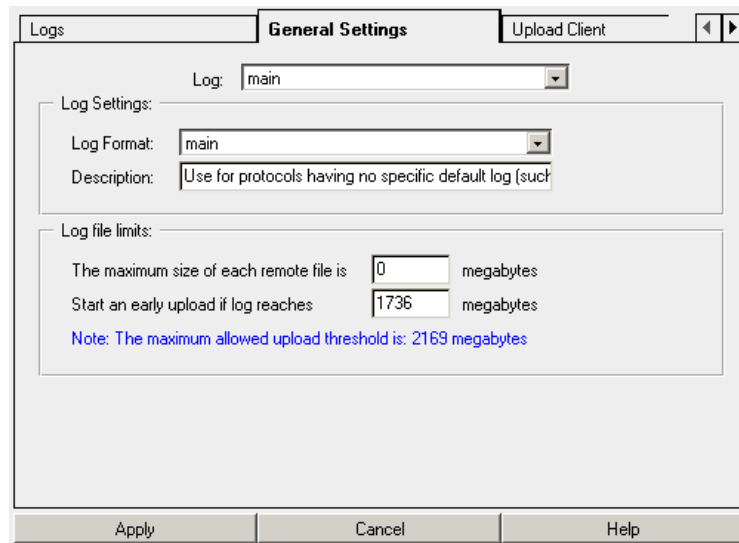 Logs General Settings Upload Client
Log: main
Log Settings:
Log Format: main
Description: Use for protocols having no specific default log (such
Log file limits:
The maximum size of each remote file is 0 megabytes
Start an early upload if log reaches 1736 megabytes
Note: The maximum allowed upload threshold is: 2169 megabytes
Apply Cancel Help